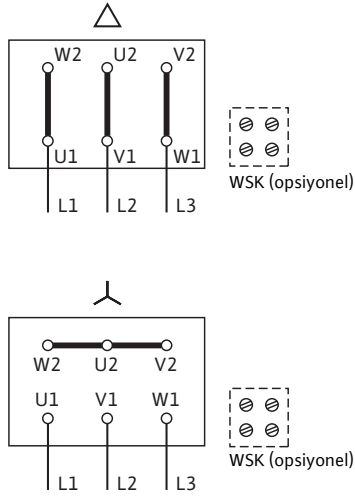 W2 U2 V2
U1 V1 W1
L1 L2 L3
WSK (opsiyonel)
W2 U2 V2
U1 V1 W1
L1 L2 L3
WSK (opsiyonel)